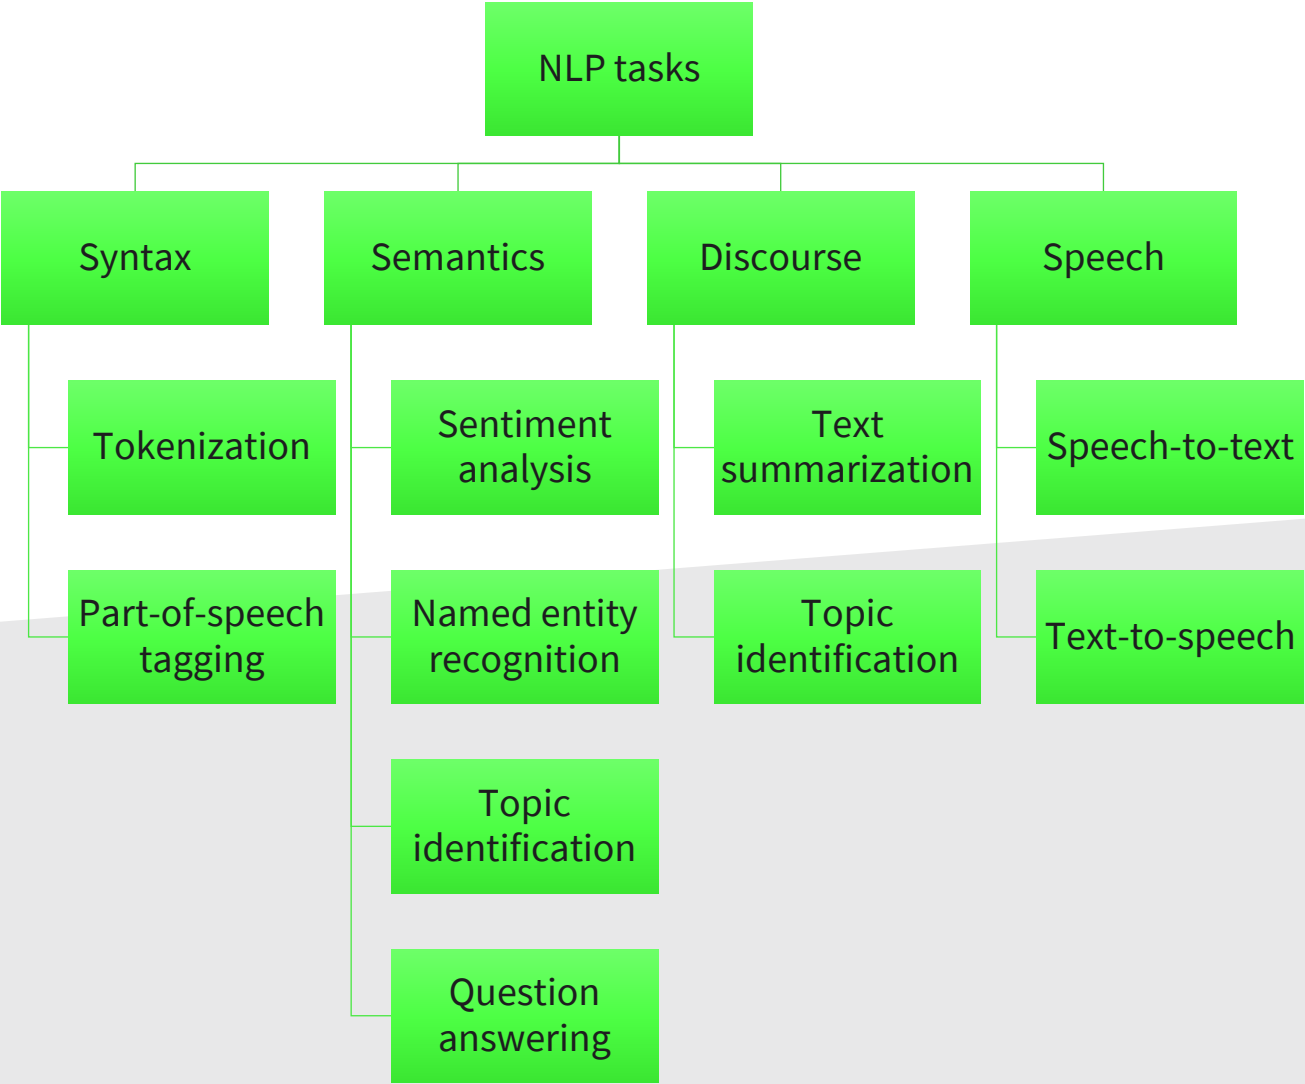 NLP tasks
Syntax
Semantics
Discourse
Speech
Tokenization
Sentiment
analysis
Text
summarization
Speech-to-text
Part-of-speech
tagging
Named entity
recognition
Topic
identification
Text-to-speech
Topic
identification
Question
answering